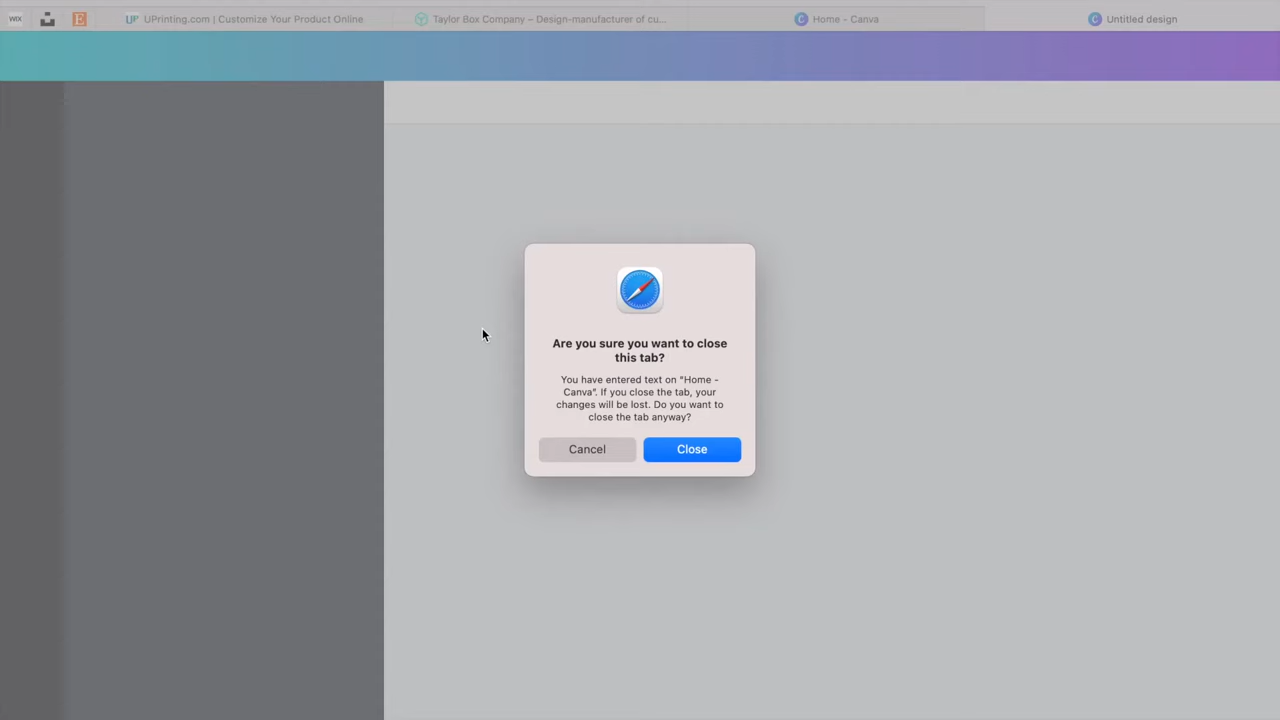 WIX
E
UP UPrinting.com | Customize Your Product Online
Taylor Box Company – Design-manufacturer of cu...
C Home - Canva
C Untitled design
Are you sure you want to close
this tab?
You have entered text on "Home -
Canva". If you close the tab, your
changes will be lost. Do you want to
close the tab anyway?
Cancel
Close